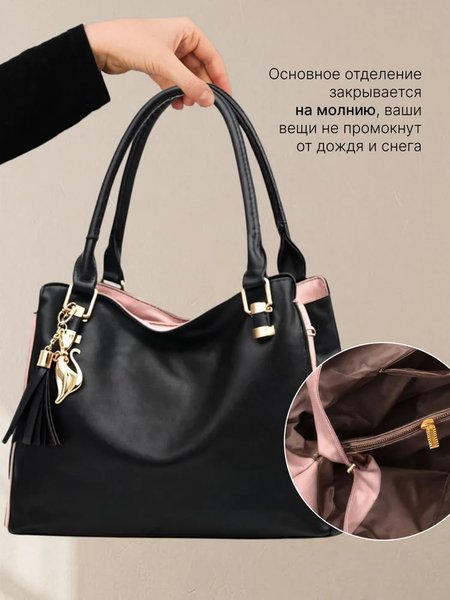 Основное отделение
закрывается
на молнию, ваши
вещи не промокнут
от дождя и снега